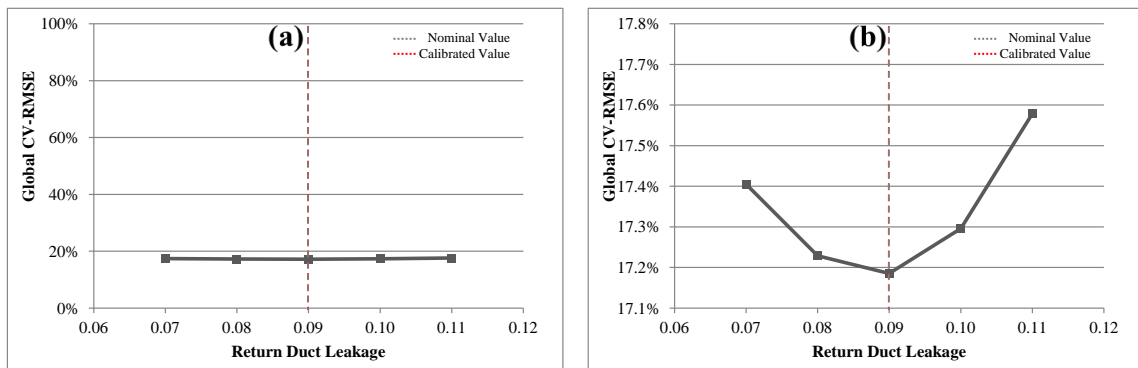 (a)
Nominal Value
Calibrated Value
Global CV-RMSE
100%
80%
60%
40%
20%
0%
0.06 0.07 0.08 0.09 0.10 0.11 0.12
Return Duct Leakage
(b)
Nominal Value
Calibrated Value
Global CV-RMSE
17.8%
17.7%
17.6%
17.5%
17.4%
17.3%
17.2%
17.1%
0.06 0.07 0.08 0.09 0.10 0.11 0.12
Return Duct Leakage